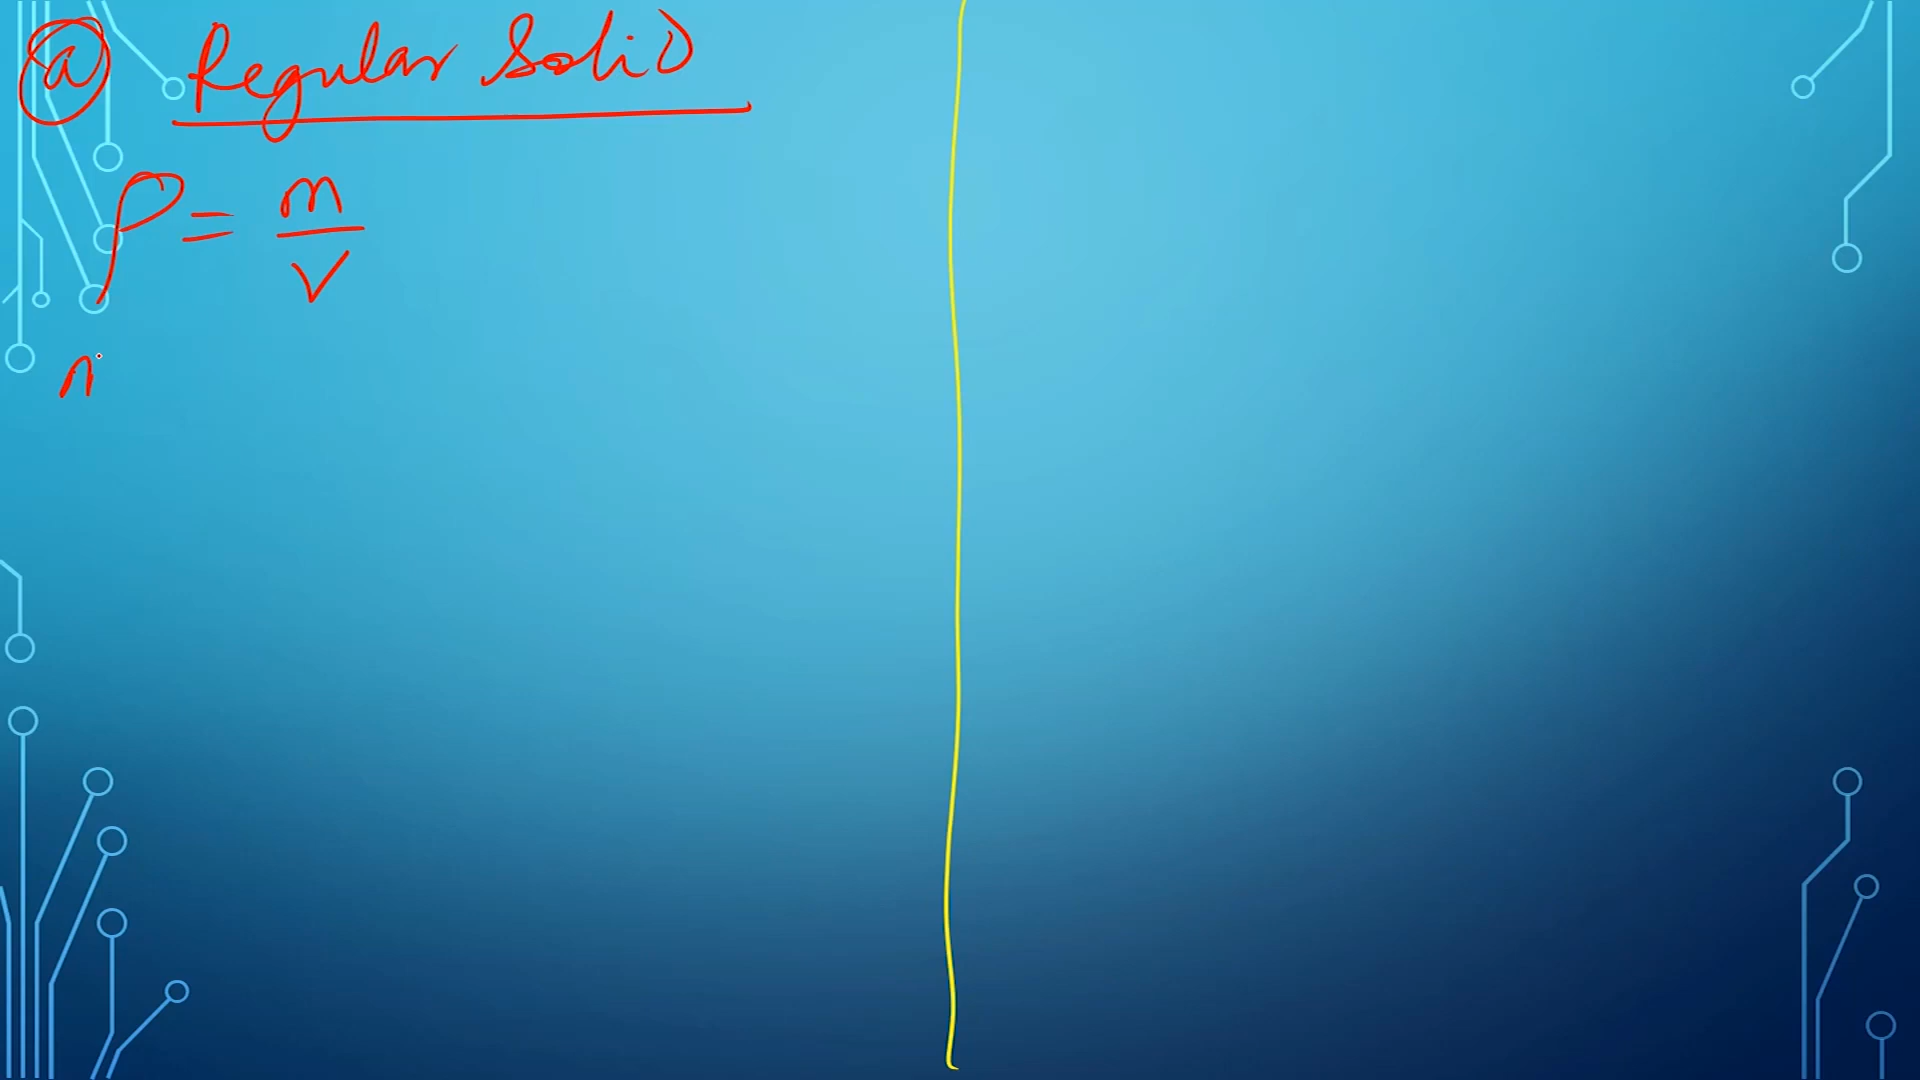 (a) Regular Solid
ρ = m/V
n